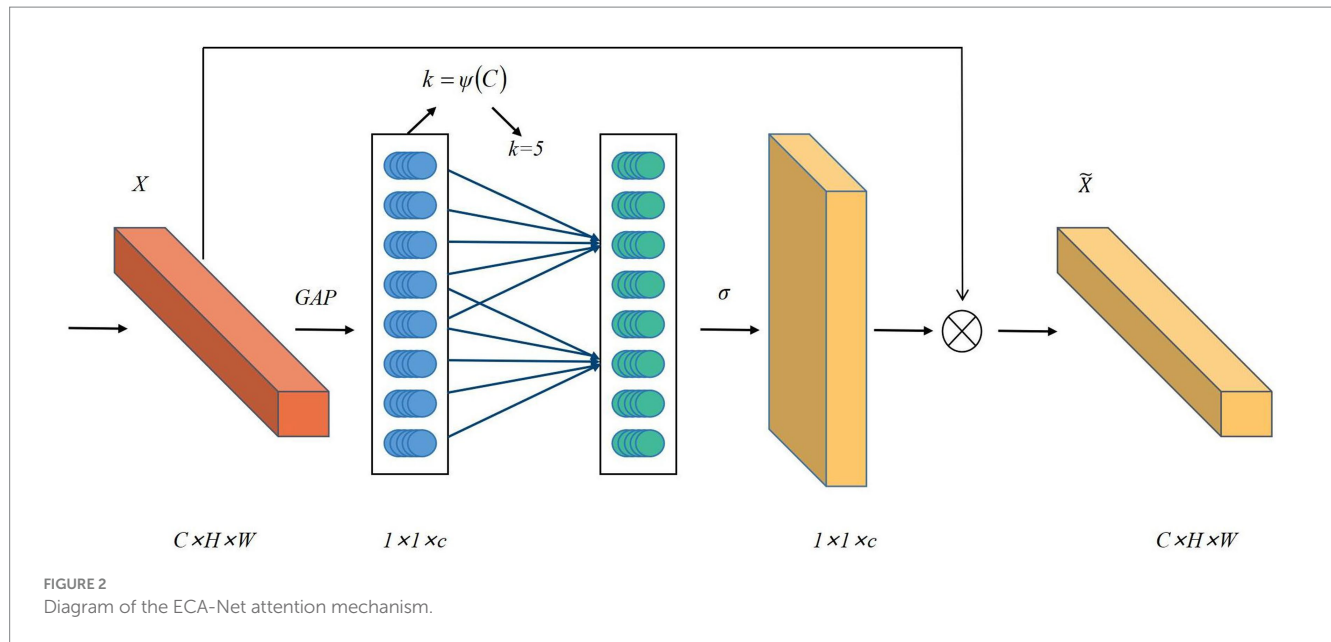 k = ψ(C)
k=5
X
X̃
GAP
σ
C×H×W
1×1×c
1×1×c
C×H×W
FIGURE 2
Diagram of the ECA-Net attention mechanism.